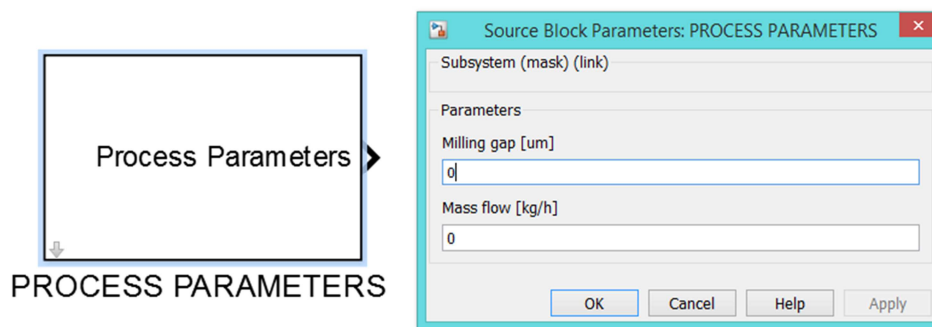 Process Parameters
PROCESS PARAMETERS
Source Block Parameters: PROCESS PARAMETERS
Subsystem (mask) (link)
Parameters
Milling gap [um]
0
Mass flow [kg/h]
0
OK Cancel Help Apply